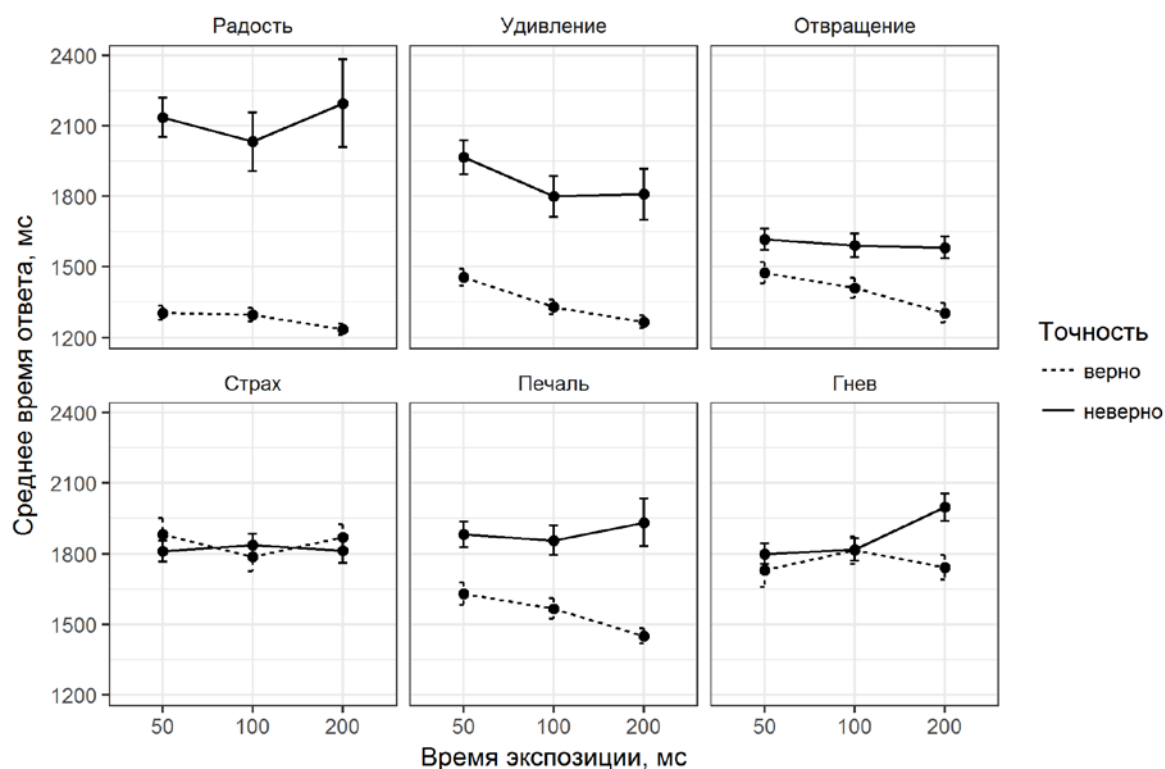 Радость Удивление Отвращение
2400
2100
1800
1500
1200
Страх Печаль Гнев
2400
2100
1800
1500
1200
50 100 200 50 100 200 50 100 200
Время экспозиции, мс
Среднее время ответа, мс
Точность
верно
неверно